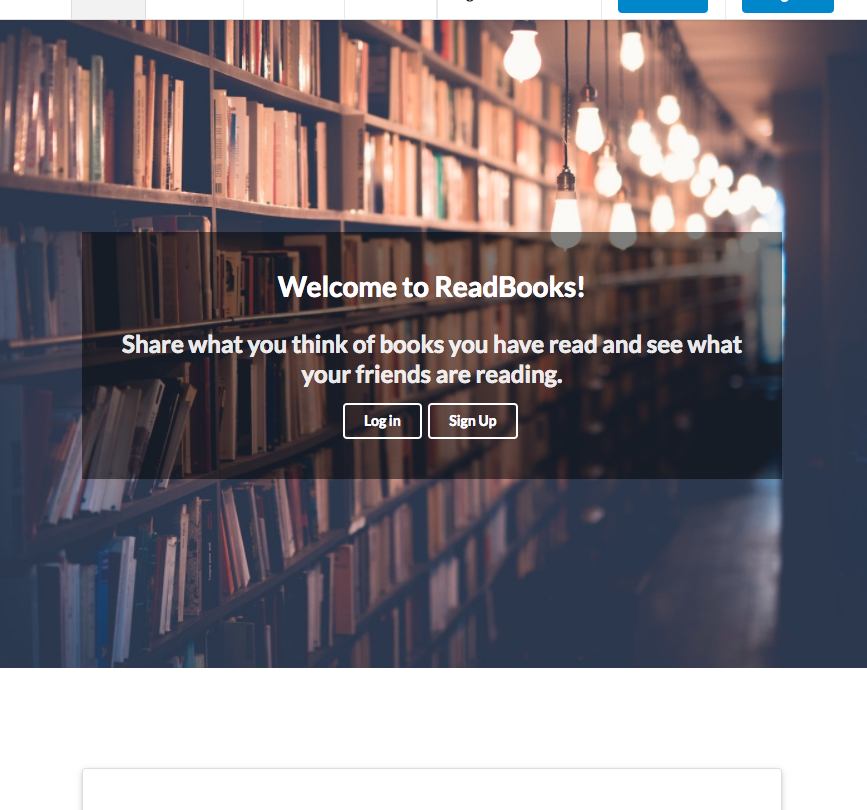 Welcome to ReadBooks!
Share what you think of books you have read and see what
your friends are reading.
Log in
Sign Up